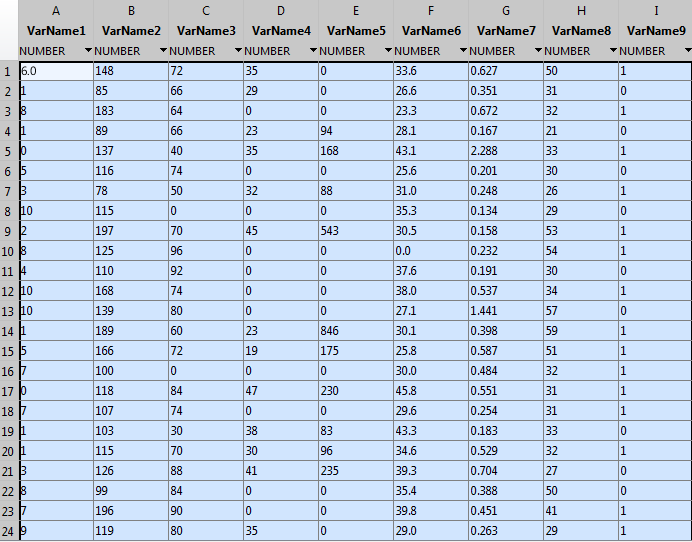 A B C D E F G H I
VarName1 VarName2 VarName3 VarName4 VarName5 VarName6 VarName7 VarName8 VarName9
NUMBER NUMBER NUMBER NUMBER NUMBER NUMBER NUMBER NUMBER NUMBER
1 6.0 148 72 35 0 33.6 0.627 50 1
2 1 85 66 29 0 26.6 0.351 31 0
3 8 183 64 0 0 23.3 0.672 32 1
4 1 89 66 23 94 28.1 0.167 21 0
5 0 137 40 35 168 43.1 2.288 33 1
6 5 116 74 0 0 25.6 0.201 30 0
7 3 78 50 32 88 31.0 0.248 26 1
8 10 115 0 0 0 35.3 0.134 29 0
9 2 197 70 45 543 30.5 0.158 53 1
10 8 125 96 0 0 0.0 0.232 54 1
11 4 110 92 0 0 37.6 0.191 30 0
12 10 168 74 0 0 38.0 0.537 34 1
13 10 139 80 0 0 27.1 1.441 57 0
14 1 189 60 23 846 30.1 0.398 59 1
15 5 166 72 19 175 25.8 0.587 51 1
16 7 100 0 0 0 30.0 0.484 32 1
17 0 118 84 47 230 45.8 0.551 31 1
18 7 107 74 0 0 29.6 0.254 31 1
19 1 103 30 38 83 43.3 0.183 33 0
20 1 115 70 30 96 34.6 0.529 32 1
21 3 126 88 41 235 39.3 0.704 27 0
22 8 99 84 0 0 35.4 0.388 50 0
23 7 196 90 0 0 39.8 0.451 41 1
24 9 119 80 35 0 29.0 0.263 29 1